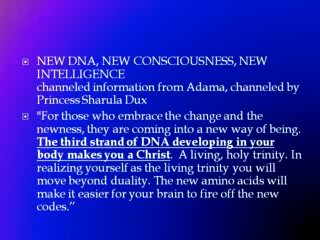 NEW DNA, NEW CONSCIOUSNESS, NEW
INTELLIGENCE
channeled information from Adama, channeled by
Princess Sharula Dux
"For those who embrace the change and the
newness, they are coming into a new way of being.
The third strand of DNA developing in your
body makes you a Christ. A living, holy trinity. In
realizing yourself as the living trinity you will
move beyond duality. The new amino acids will
make it easier for your brain to fire off the new
codes."